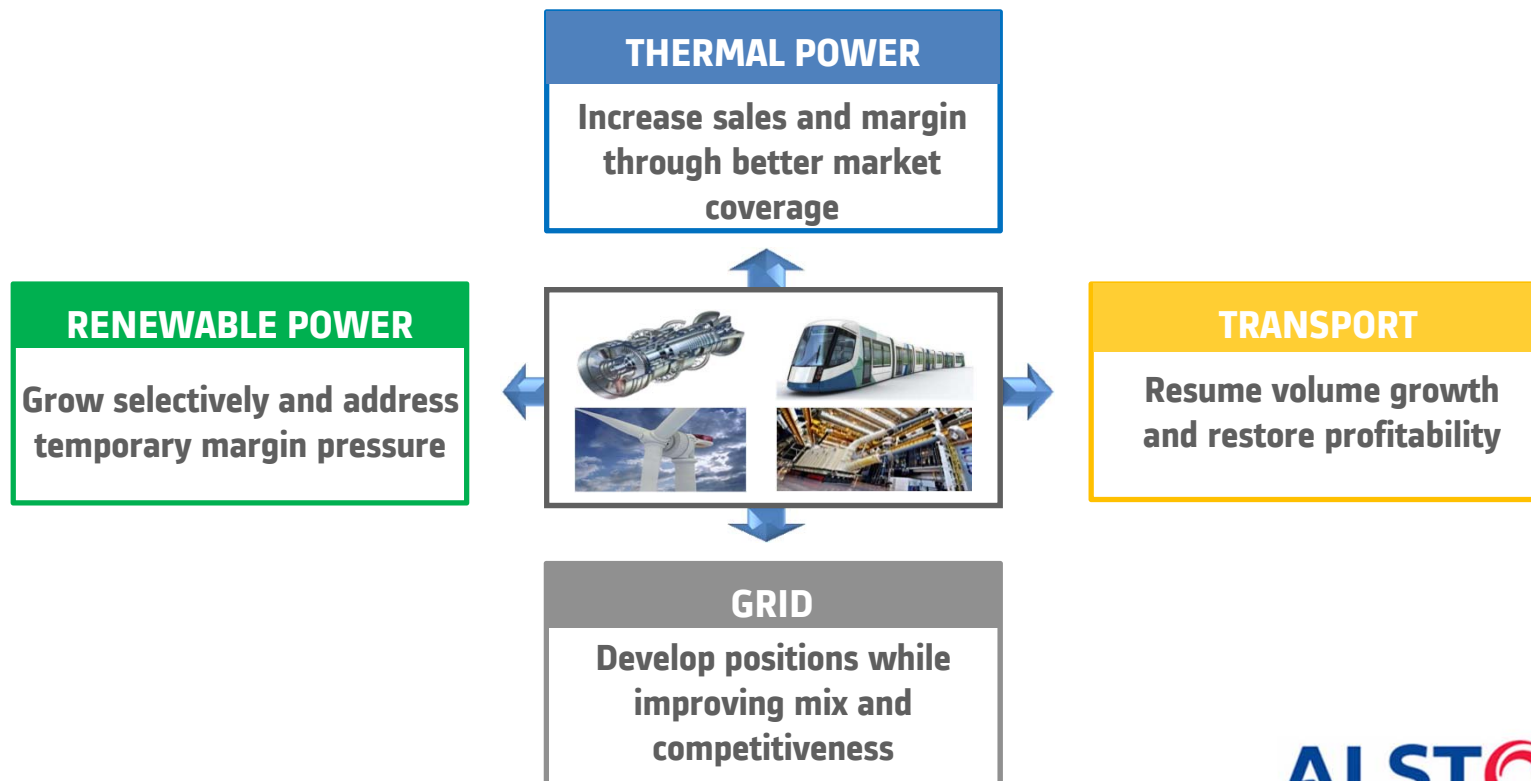 THERMAL POWER
Increase sales and margin
through better market
coverage
RENEWABLE POWER
Grow selectively and address
temporary margin pressure
TRANSPORT
Resume volume growth
and restore profitability
GRID
Develop positions while
improving mix and
competitiveness
ALSTO